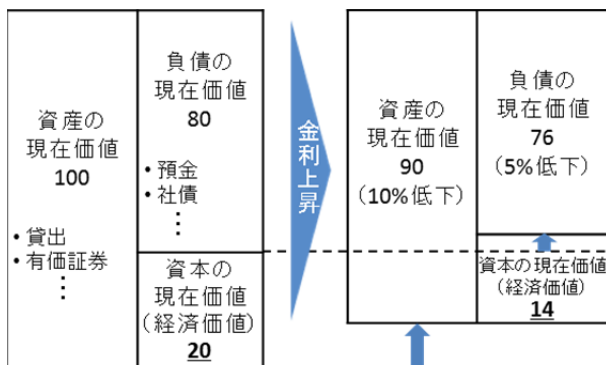 資産の
現在価値
100
・貸出
・有価証券
⋮
負債の
現在価値
80
・預金
・社債
⋮
資本の
現在価値
(経済価値)
20
金利上昇
資産の
現在価値
90
(10%低下)
負債の
現在価値
76
(5%低下)
資本の現在価値
(経済価値)
14